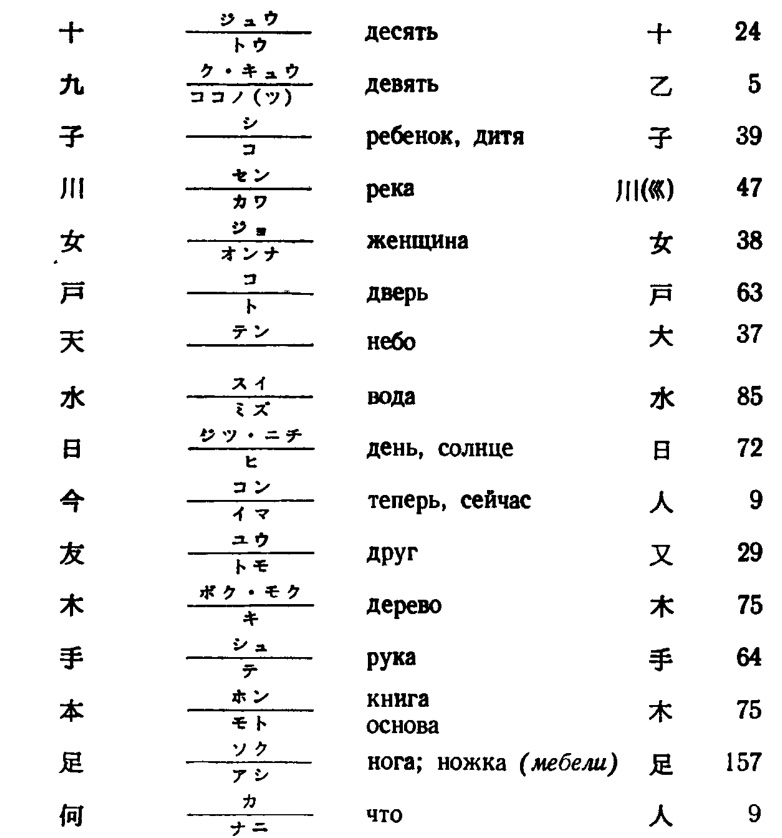 十 ジュウ десять 十 24
トウ
九 ク・キュウ девять 乙 5
ココノ(ツ)
子 シ ребенок, дитя 子 39
コ
川 セン река 川(巛) 47
カワ
女 ジョ женщина 女 38
オンナ
戸 コ дверь 戸 63
ト
天 テン небо 大 37
水 スイ вода 水 85
ミズ
日 ジツ・ニチ день, солнце 日 72
ヒ
今 コン теперь, сейчас 人 9
イマ
友 ユウ друг 又 29
トモ
木 ボク・モク дерево 木 75
キ
手 シュ рука 手 64
テ
本 ホン книга 木 75
モト основа
足 ソク нога; ножка (мебели) 足 157
アシ
何 カ что 人 9
ナニ